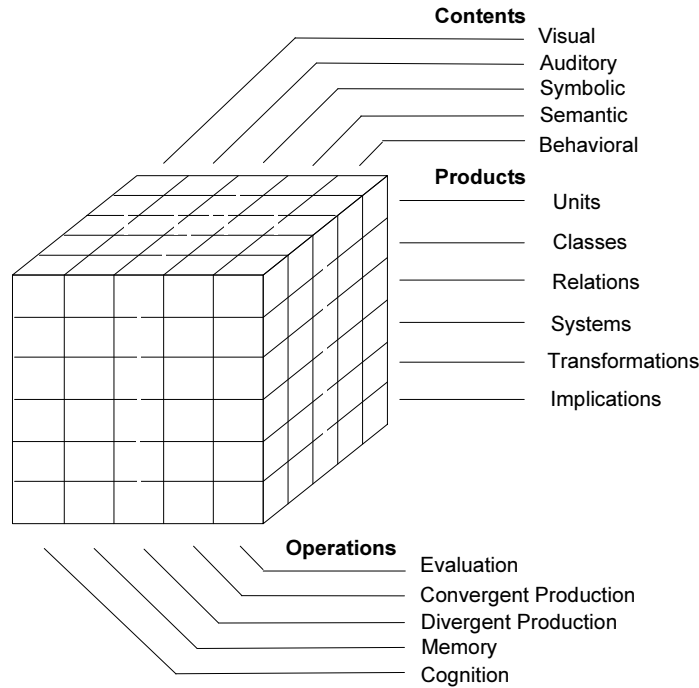 Contents
Visual
Auditory
Symbolic
Semantic
Behavioral
Products
Units
Classes
Relations
Systems
Transformations
Implications
Operations
Evaluation
Convergent Production
Divergent Production
Memory
Cognition